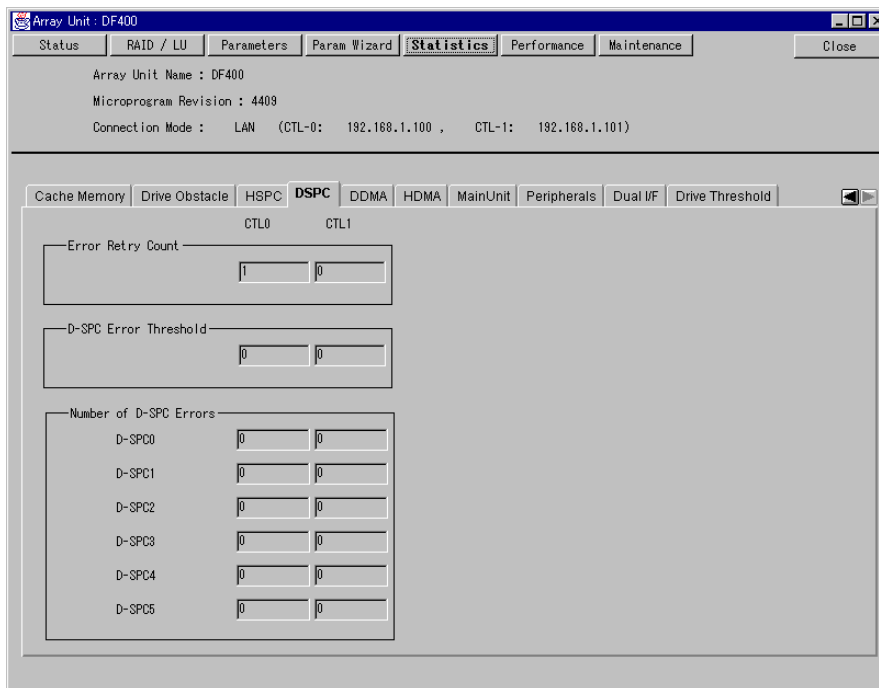 Array Unit : DF400
Status RAID / LU Parameters Param Wizard Statistics Performance Maintenance Close
Array Unit Name : DF400
Microprogram Revision : 4409
Connection Mode : LAN (CTL-0: 192.168.1.100 , CTL-1: 192.168.1.101)
Cache Memory Drive Obstacle HSPC DSPC DDMA HDMA MainUnit Peripherals Dual I/F Drive Threshold
CTL0 CTL1
Error Retry Count
1 0
D-SPC Error Threshold
0 0
Number of D-SPC Errors
D-SPC0 0 0
D-SPC1 0 0
D-SPC2 0 0
D-SPC3 0 0
D-SPC4 0 0
D-SPC5 0 0